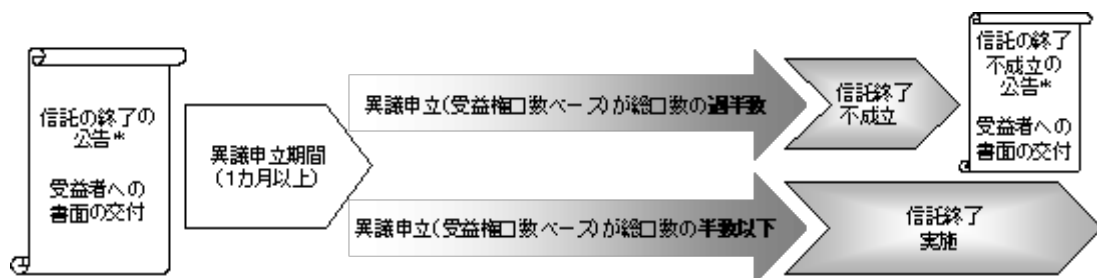 信託の終了の
公告*
受益者への
書面の交付
異議申立期間
(1カ月以上)
異議申立(受益権口数ベース)が総口数の過半数
信託終了
不成立
信託の終了
不成立の
公告*
受益者への
書面の交付
異議申立(受益権口数ベース)が総口数の半数以下
信託終了
実施